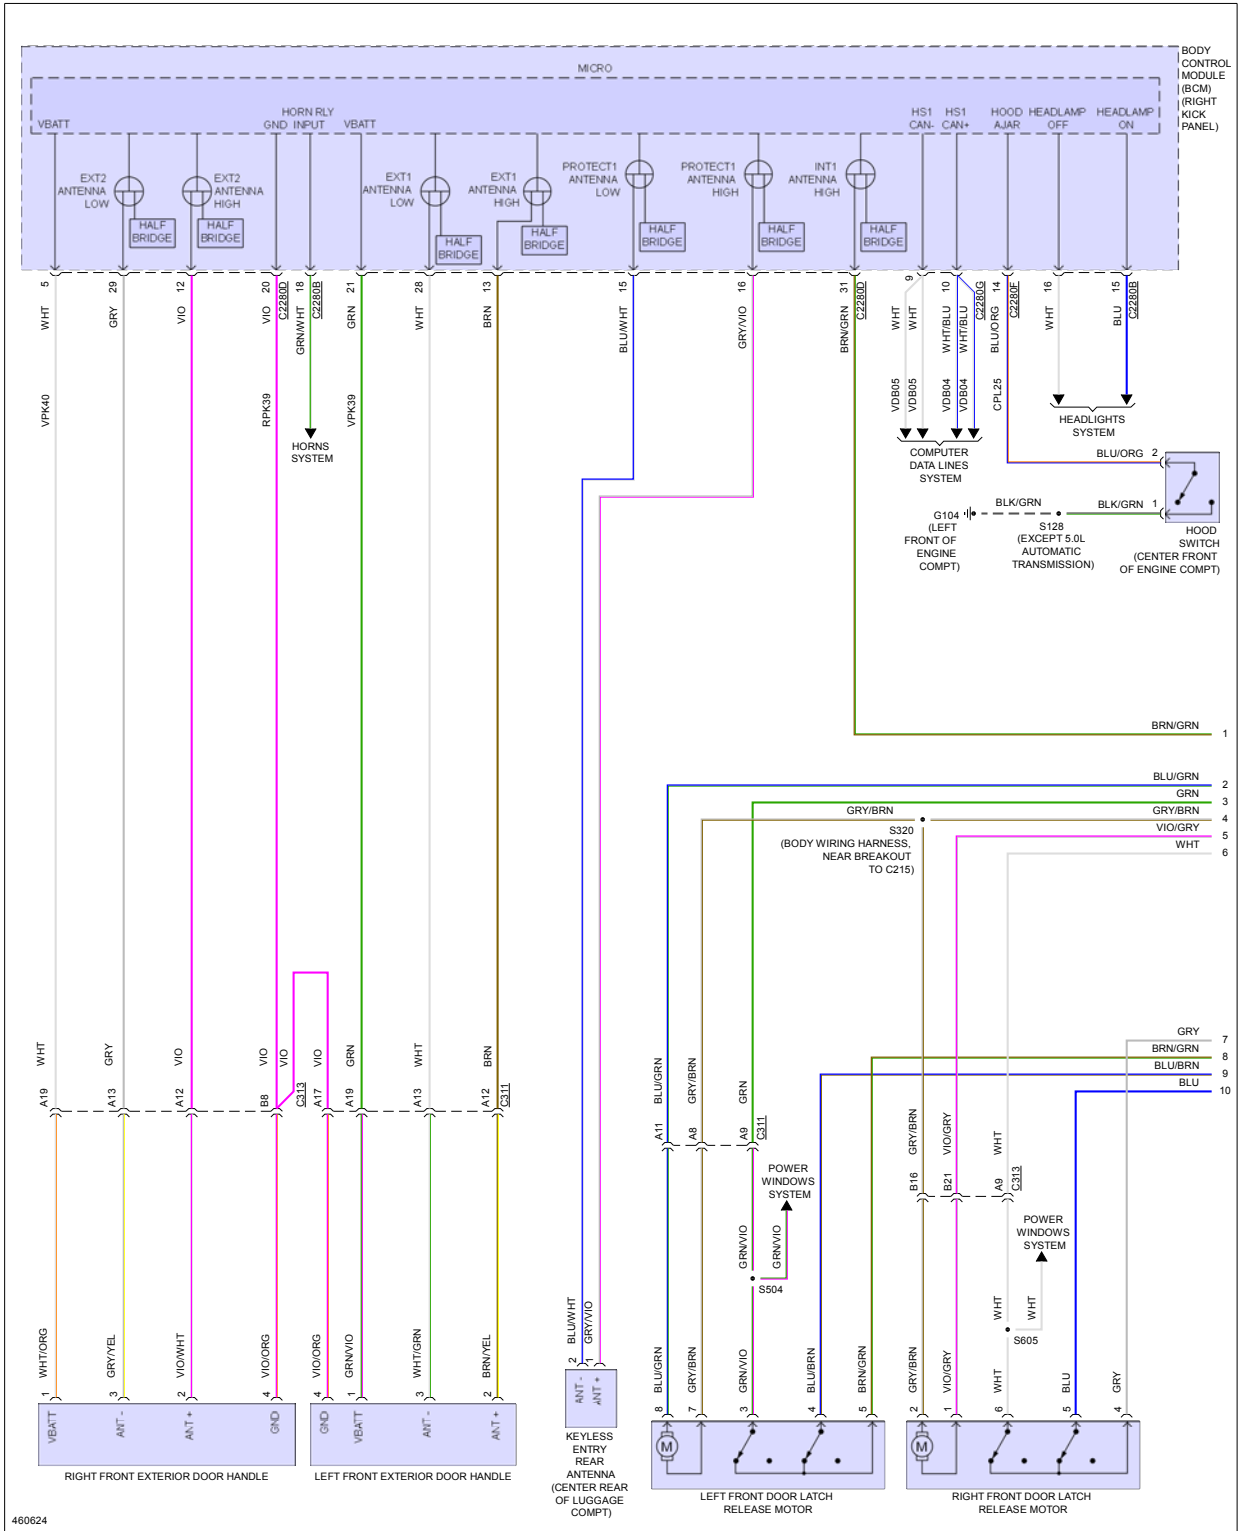 BODY
CONTROL
MODULE
(BCM)
(RIGHT
KICK
PANEL)
MICRO
VBATT
GND
HORN RLY
INPUT
VBATT
HS1
CAN-
HS1
CAN+
HOOD
AJAR
HEADLAMP
OFF
HEADLAMP
ON
EXT2
ANTENNA
LOW
EXT2
ANTENNA
HIGH
EXT1
ANTENNA
LOW
EXT1
ANTENNA
HIGH
PROTECT1
ANTENNA
LOW
PROTECT1
ANTENNA
HIGH
INT1
ANTENNA
HIGH
HALF
BRIDGE
HALF
BRIDGE
HALF
BRIDGE
HALF
BRIDGE
HALF
BRIDGE
HALF
BRIDGE
HALF
BRIDGE
5
29
12
20
C2280D
18
C2280B
21
28
13
15
16
31
C2280D
9
10
C2280G
14
C2280F
16
15
C2280B
WHT
GRY
VIO
VIO
GRN/WHT
GRN
WHT
BRN
BLU/WHT
GRY/VIO
BRN/GRN
WHT
WHT
WHT/BLU
WHT/BLU
BLU/ORG
WHT
BLU
VPK40
RPK39
VPK39
VDB05
VDB05
VDB04
VDB04
CPL25
HORNS
SYSTEM
COMPUTER
DATA LINES
SYSTEM
HEADLIGHTS
SYSTEM
BLU/ORG 2
BLK/GRN
BLK/GRN 1
G104
(LEFT
FRONT OF
ENGINE
COMPT)
S128
(EXCEPT 5.0L
AUTOMATIC
TRANSMISSION)
HOOD
SWITCH
(CENTER FRONT
OF ENGINE COMPT)
BRN/GRN 1
BLU/GRN 2
GRN 3
GRY/BRN
GRY/BRN 4
VIO/GRY 5
WHT 6
S320
(BODY WIRING HARNESS,
NEAR BREAKOUT
TO C215)
GRY 7
BRN/GRN 8
BLU/BRN 9
BLU 10
WHT
GRY
VIO
VIO
VIO
VIO
GRN
WHT
BRN
A19
A13
A12
B8
C313
A17
A19
A13
A12
C311
BLU/GRN
GRY/BRN
GRN
A11
A8
A9
C311
GRY/BRN
VIO/GRY
WHT
B16
B21
A9
C313
POWER
WINDOWS
SYSTEM
GRN/VIO
GRN/VIO
S504
POWER
WINDOWS
SYSTEM
WHT
WHT
S605
WHT/ORG
GRY/YEL
VIO/WHT
VIO/ORG
VIO/ORG
GRN/VIO
WHT/GRN
BRN/YEL
BLU/WHT
GRY/VIO
BLU/GRN
GRY/BRN
GRN/VIO
BLU/BRN
BRN/GRN
GRY/BRN
VIO/GRY
WHT
BLU
GRY
1
3
2
4
4
1
3
2
2
1
8
7
3
4
5
2
1
6
5
4
VBATT
ANT -
ANT +
GND
GND
VBATT
ANT -
ANT +
ANT -
ANT +
M
M
RIGHT FRONT EXTERIOR DOOR HANDLE
LEFT FRONT EXTERIOR DOOR HANDLE
KEYLESS
ENTRY
REAR
ANTENNA
(CENTER REAR
OF LUGGAGE
COMPT)
LEFT FRONT DOOR LATCH
RELEASE MOTOR
RIGHT FRONT DOOR LATCH
RELEASE MOTOR
460624